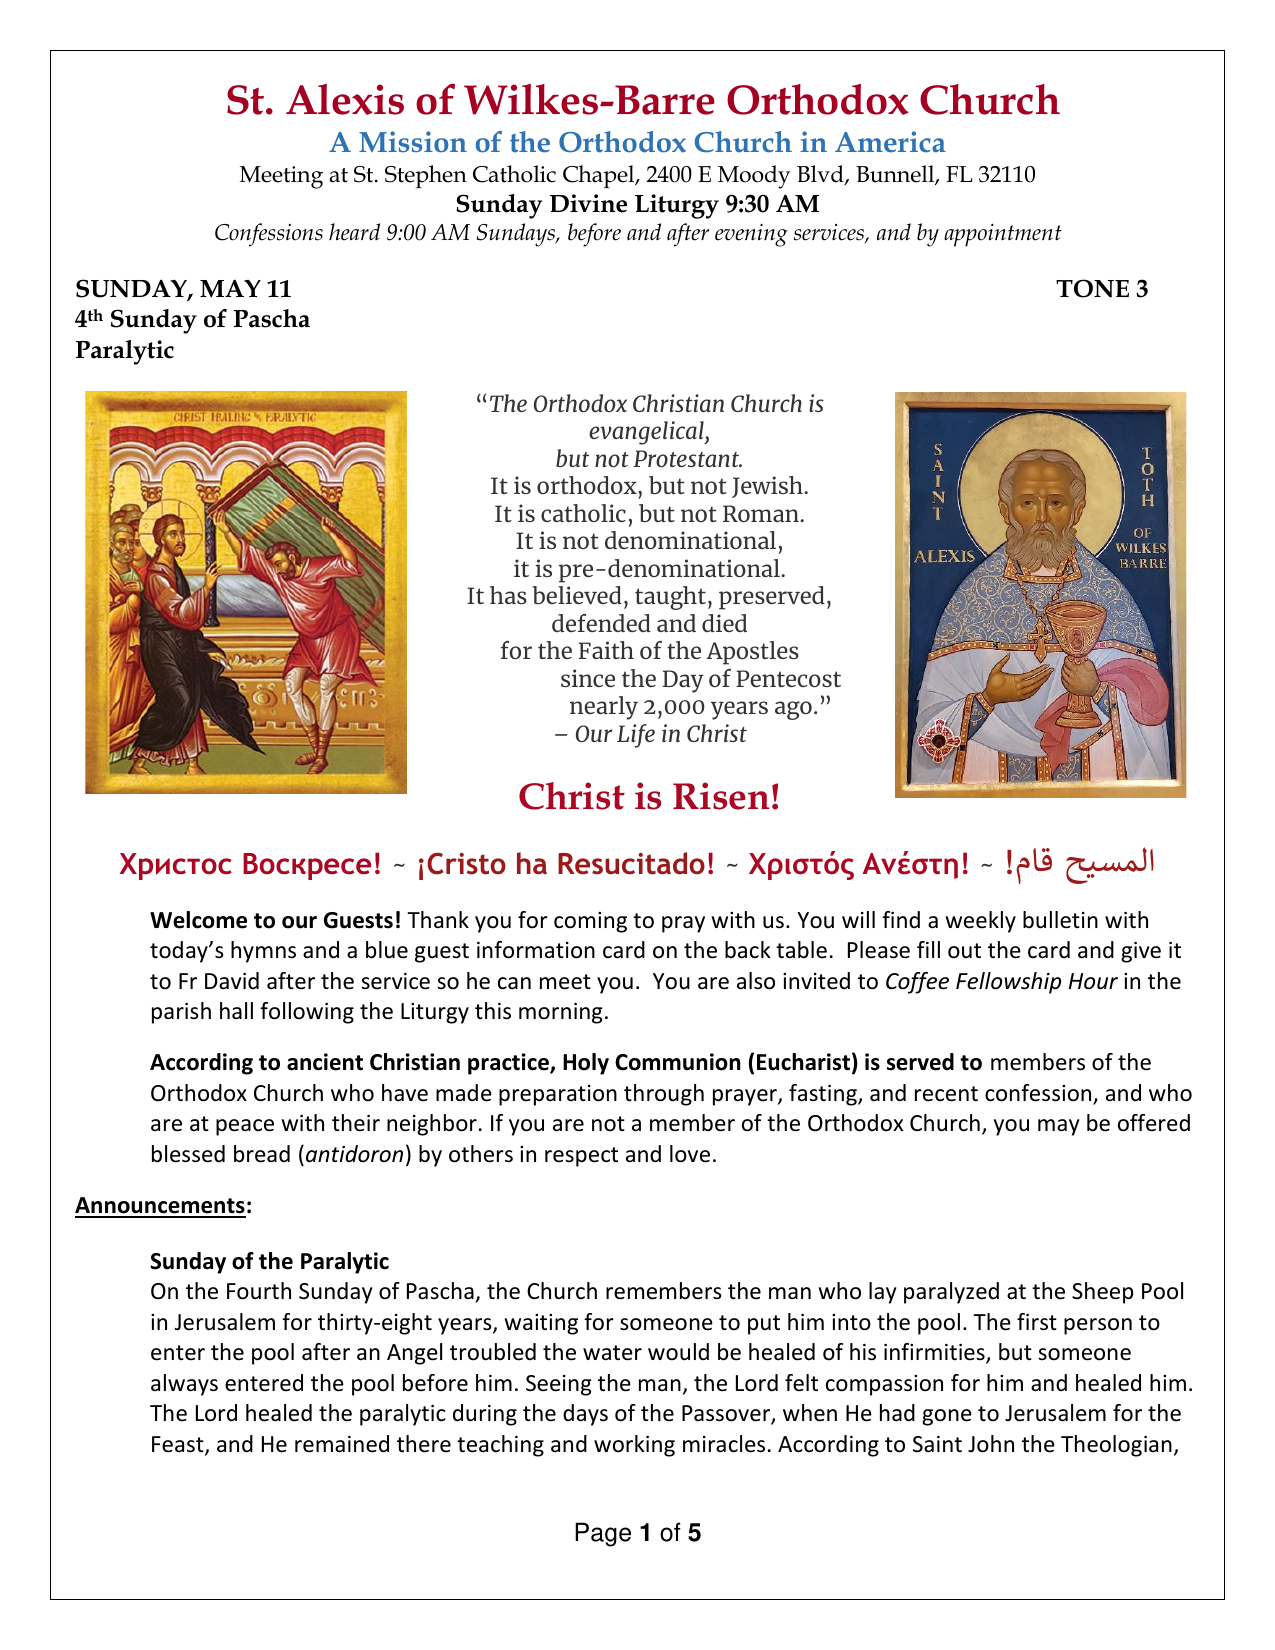 St. Alexis of Wilkes-Barre Orthodox Church
A Mission of the Orthodox Church in America
Meeting at St. Stephen Catholic Chapel, 2400 E Moody Blvd, Bunnell, FL 32110
Sunday Divine Liturgy 9:30 AM
Confessions heard 9:00 AM Sundays, before and after evening services, and by appointment
SUNDAY, MAY 11 TONE 3
4th Sunday of Pascha
Paralytic
CHRIST HEALING
PARALYTIC
“The Orthodox Christian Church is
evangelical,
but not Protestant.
It is orthodox, but not Jewish.
It is catholic, but not Roman.
It is not denominational,
it is pre-denominational.
It has believed, taught, preserved,
defended and died
for the Faith of the Apostles
since the Day of Pentecost
nearly 2,000 years ago.”
– Our Life in Christ
SAINT
ALEXIS
TOTH
OF
WILKES
BARRE
Christ is Risen!
Христос Воскресе! ~ ¡Cristo ha Resucitado! ~ Χριστός Ανέστη! ~ المسيح قام!
Welcome to our Guests! Thank you for coming to pray with us. You will find a weekly bulletin with
today’s hymns and a blue guest information card on the back table. Please fill out the card and give it
to Fr David after the service so he can meet you. You are also invited to Coffee Fellowship Hour in the
parish hall following the Liturgy this morning.
According to ancient Christian practice, Holy Communion (Eucharist) is served to members of the
Orthodox Church who have made preparation through prayer, fasting, and recent confession, and who
are at peace with their neighbor. If you are not a member of the Orthodox Church, you may be offered
blessed bread (antidoron) by others in respect and love.
Announcements:
Sunday of the Paralytic
On the Fourth Sunday of Pascha, the Church remembers the man who lay paralyzed at the Sheep Pool
in Jerusalem for thirty-eight years, waiting for someone to put him into the pool. The first person to
enter the pool after an Angel troubled the water would be healed of his infirmities, but someone
always entered the pool before him. Seeing the man, the Lord felt compassion for him and healed him.
The Lord healed the paralytic during the days of the Passover, when He had gone to Jerusalem for the
Feast, and He remained there teaching and working miracles. According to Saint John the Theologian,
Page 1 of 5